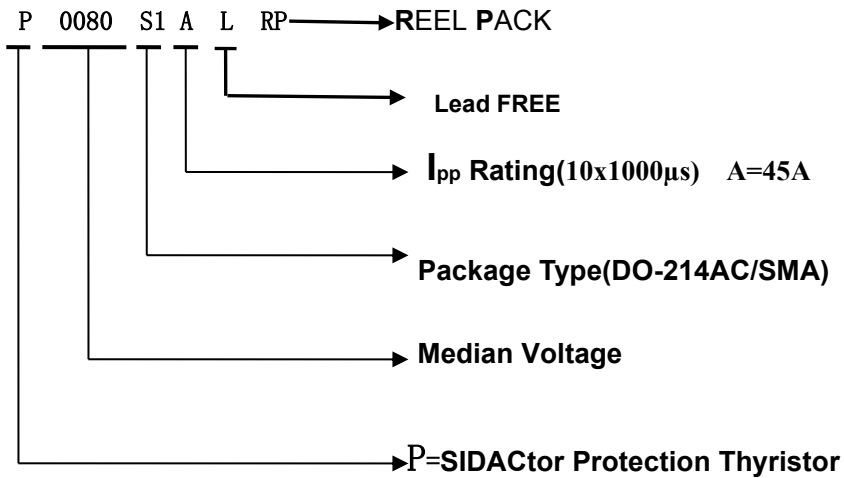 P 0080 S1 A L RP REEL PACK
Lead FREE
Ipp Rating(10x1000μs) A=45A
Package Type(DO-214AC/SMA)
Median Voltage
P=SIDACtor Protection Thyristor